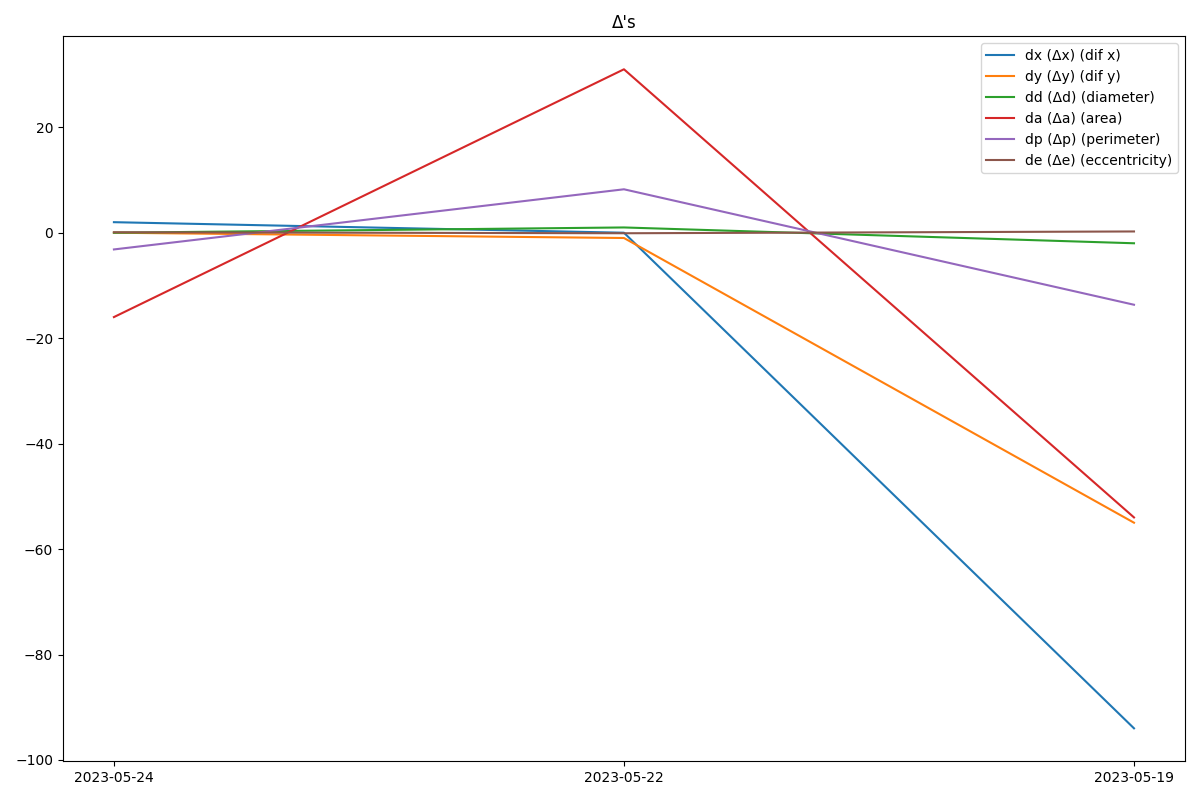 Δ's
dx (Δx) (dif x)
dy (Δy) (dif y)
dd (Δd) (diameter)
da (Δa) (area)
dp (Δp) (perimeter)
de (Δe) (eccentricity)
20
0
−20
−40
−60
−80
−100
2023-05-24 2023-05-22 2023-05-19